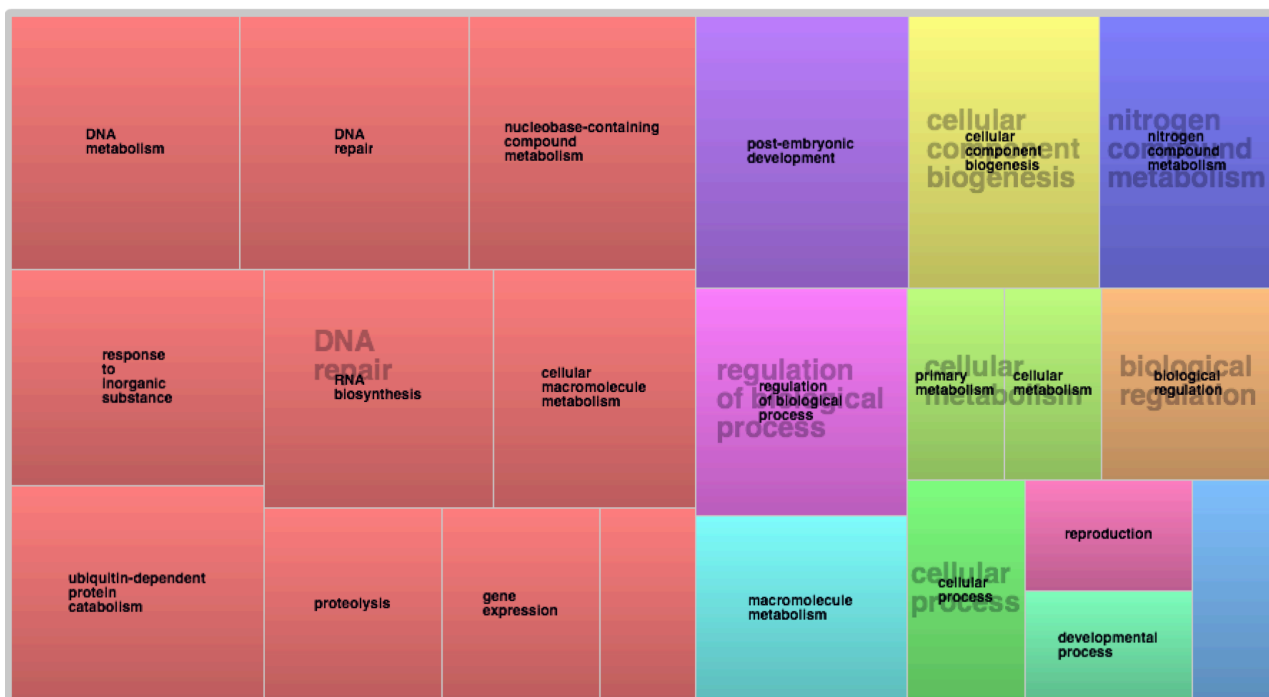 DNA
metabolism
DNA
repair
nucleobase-containing
compound
metabolism
post-embryonic
development
cellular
component
biogenesis
cellular
component
biogenesis
nitrogen
compound
metabolism
nitrogen
compound
metabolism
response
to
inorganic
substance
DNA
repair
RNA
biosynthesis
cellular
macromolecule
metabolism
regulation
of biological
process
regulation
of biological
process
primary
metabolism
cellular
metabolism
cellular
metabolism
biological
regulation
biological
regulation
ubiquitin-dependent
protein
catabolism
proteolysis
gene
expression
macromolecule
metabolism
cellular
process
cellular
process
reproduction
developmental
process